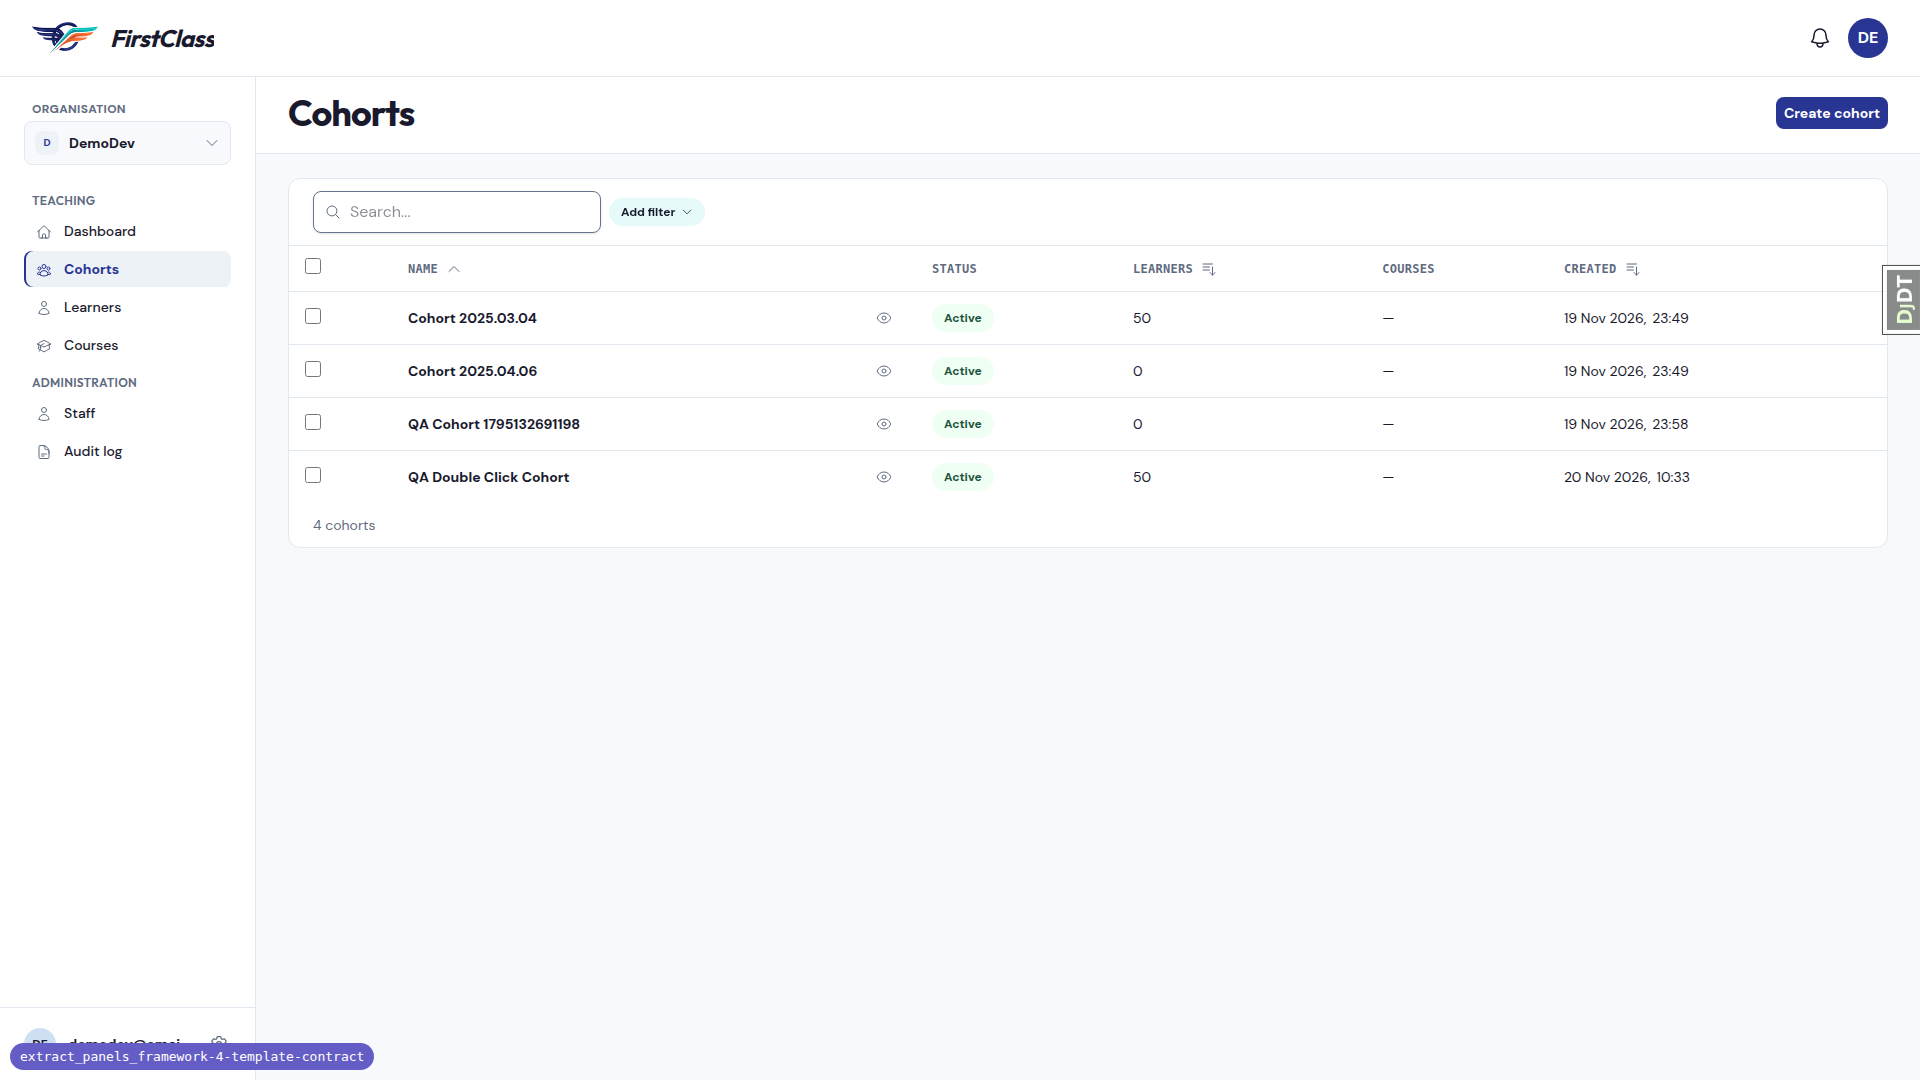 FirstClass
DE
ORGANISATION
D DemoDev
TEACHING
Dashboard
Cohorts
Learners
Courses
ADMINISTRATION
Staff
Audit log
Cohorts
Create cohort
Search...
Add filter
NAME STATUS LEARNERS COURSES CREATED
Cohort 2025.03.04 Active 50 — 19 Nov 2026, 23:49
Cohort 2025.04.06 Active 0 — 19 Nov 2026, 23:49
QA Cohort 1795132691198 Active 0 — 19 Nov 2026, 23:58
QA Double Click Cohort Active 50 — 20 Nov 2026, 10:33
4 cohorts
DjDT
extract_panels_framework-4-template-contract